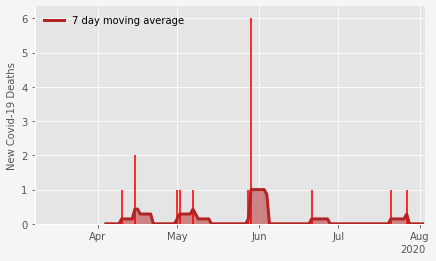 7 day moving average
New Covid-19 Deaths
6
5
4
3
2
1
0
Apr
May
Jun
Jul
Aug
2020